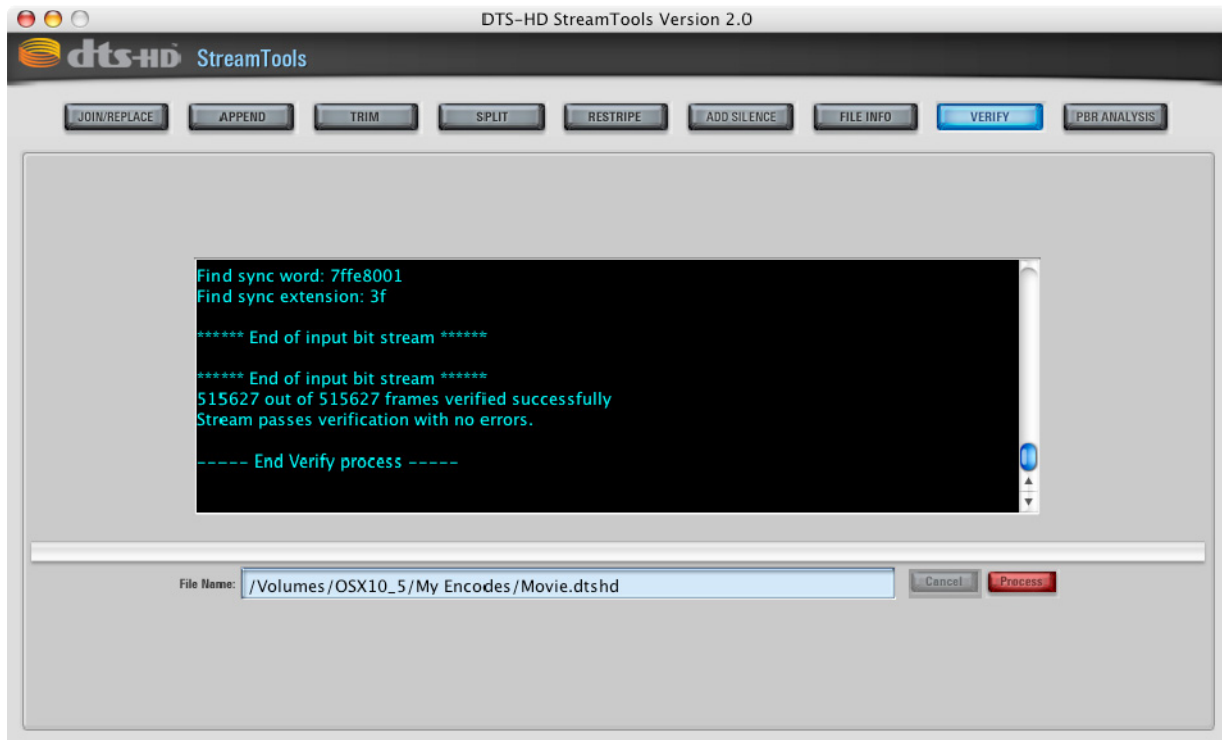 DTS-HD StreamTools Version 2.0
dts-HD StreamTools
JOIN/REPLACE APPEND TRIM SPLIT RESTRIPE ADD SILENCE FILE INFO VERIFY PBR ANALYSIS
Find sync word: 7ffe8001
Find sync extension: 3f
****** End of input bit stream ******
****** End of input bit stream ******
515627 out of 515627 frames verified successfully
Stream passes verification with no errors.
----- End Verify process -----
File Name: /Volumes/OSX10_5/My Encodes/Movie.dtshd Cancel Process